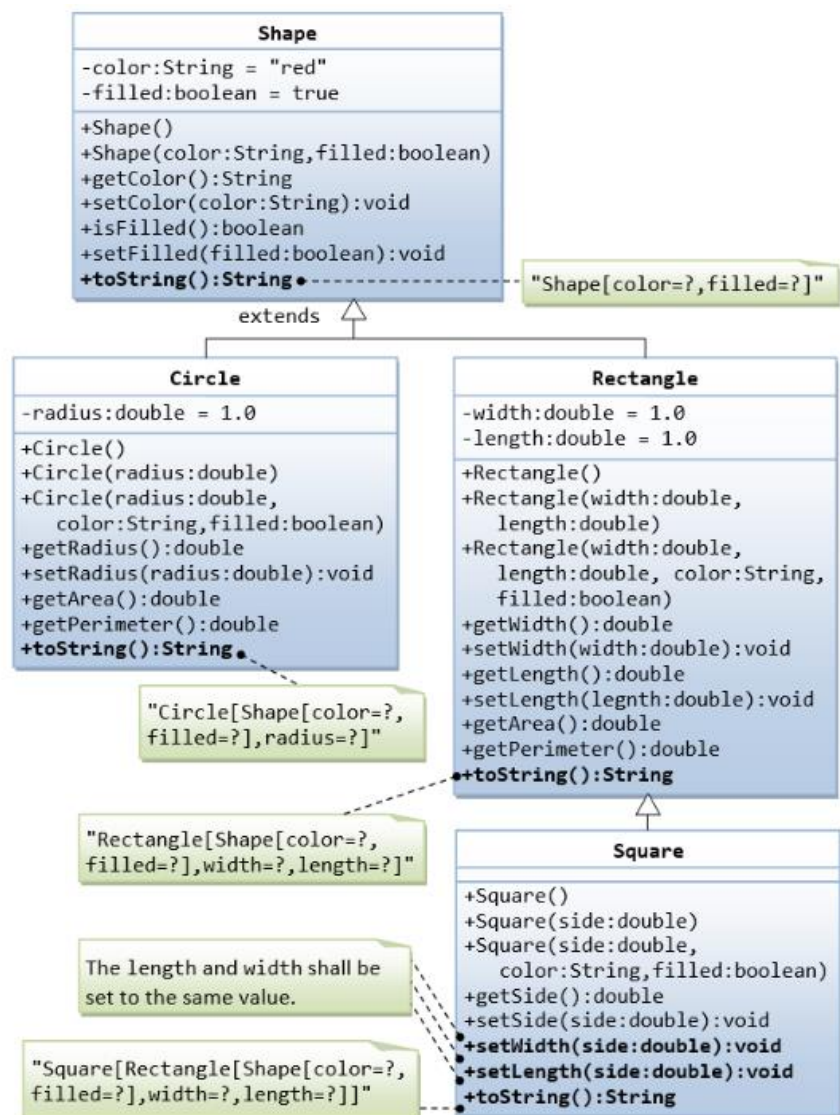 Shape
-color:String = "red"
-filled:boolean = true
+Shape()
+Shape(color:String,filled:boolean)
+getColor():String
+setColor(color:String):void
+isFilled():boolean
+setFilled(filled:boolean):void
+toString():String
"Shape[color=?,filled=?]"
extends
Circle
-radius:double = 1.0
+Circle()
+Circle(radius:double)
+Circle(radius:double,
color:String,filled:boolean)
+getRadius():double
+setRadius(radius:double):void
+getArea():double
+getPerimeter():double
+toString():String
"Circle[Shape[color=?,
filled=?],radius=?]"
Rectangle
-width:double = 1.0
-length:double = 1.0
+Rectangle()
+Rectangle(width:double,
length:double)
+Rectangle(width:double,
length:double, color:String,
filled:boolean)
+getWidth():double
+setWidth(width:double):void
+getLength():double
+setLength(legnth:double):void
+getArea():double
+getPerimeter():double
+toString():String
"Rectangle[Shape[color=?,
filled=?],width=?,length=?]"
Square
+Square()
+Square(side:double)
+Square(side:double,
color:String,filled:boolean)
+getSide():double
+setSide(side:double):void
+setWidth(side:double):void
+setLength(side:double):void
+toString():String
The length and width shall be
set to the same value.
"Square[Rectangle[Shape[color=?,
filled=?],width=?,length=?]]"